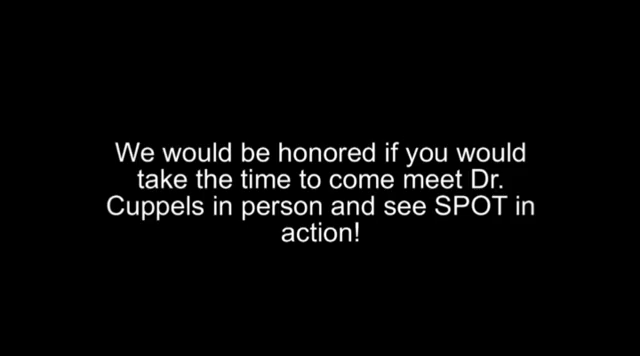 We would be honored if you would
take the time to come meet Dr.
Cuppels in person and see SPOT in
action!